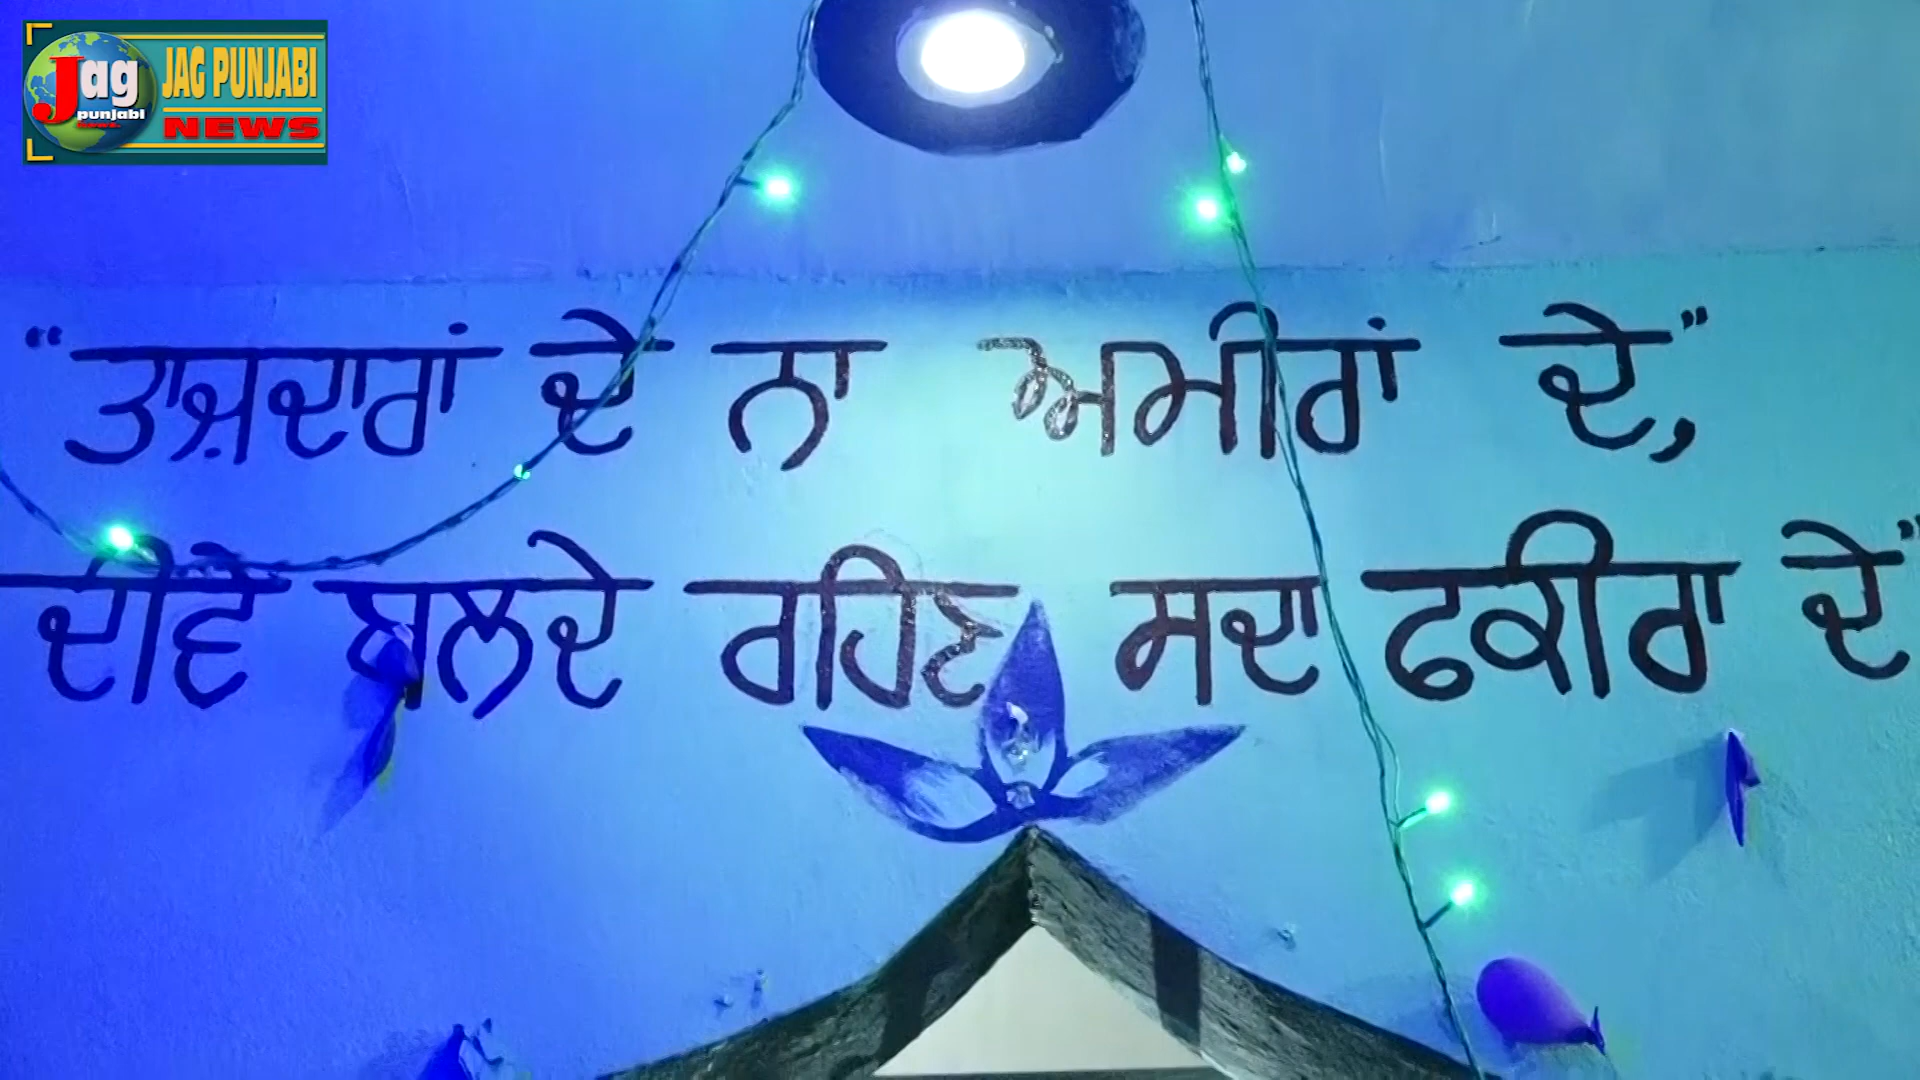 Jag
punjabi
JAG PUNJABI
NEWS
“ਤਾਜ਼ਦਾਰਾਂ ਦੇ ਨਾ ਅਮੀਰਾਂ ਦੇ,”
ਦੀਵੇ ਬਲਦੇ ਰਹਿਣ ਸਦਾ ਫਕੀਰਾ ਦੇ”